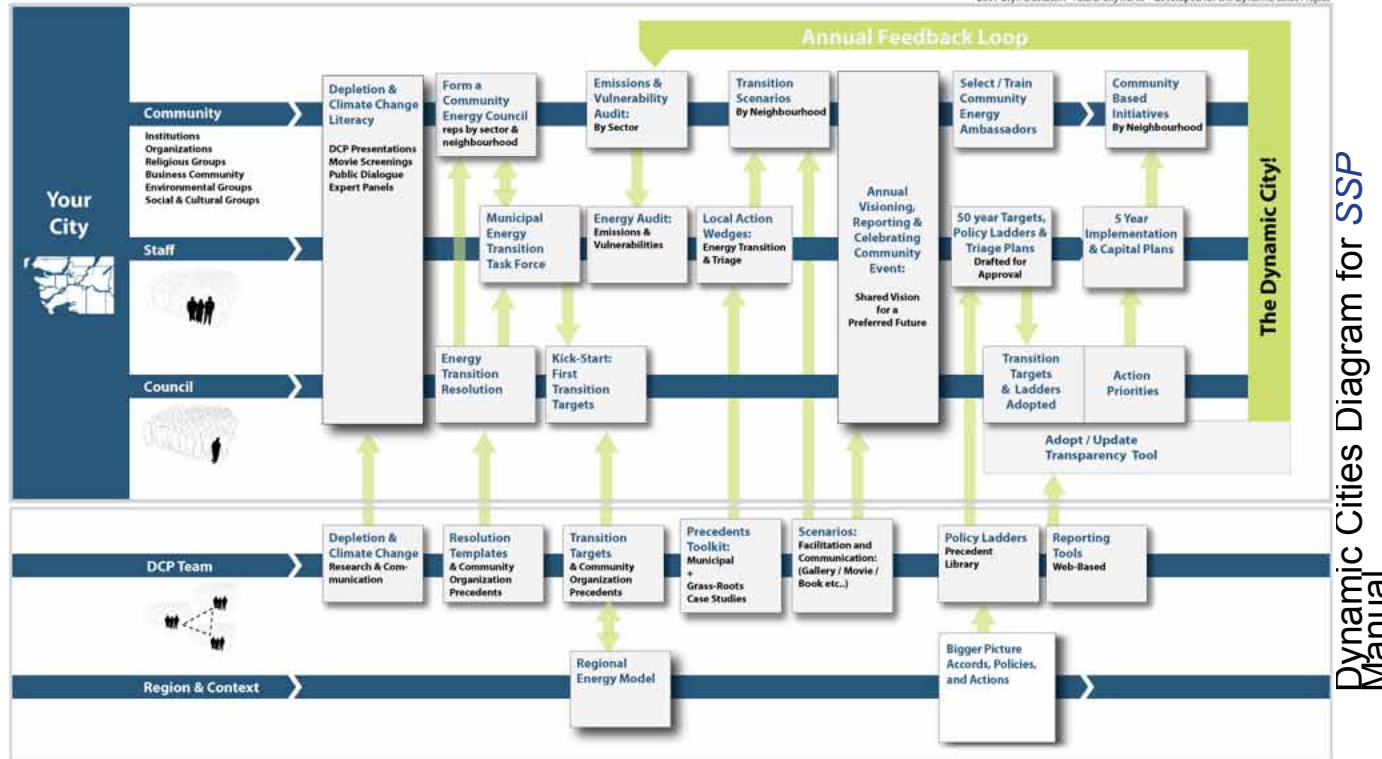 Annual Feedback Loop
Your
City
Community
Institutions
Organizations
Religious Groups
Business Community
Environmental Groups
Social & Cultural Groups
Staff
Council
Depletion &
Climate Change
Literacy
DCP Presentations
Movie Screenings
Public Dialogue
Expert Panels
Form a
Community
Energy Council
reps by sector &
neighbourhood
Emissions &
Vulnerability
Audit:
By Sector
Transition
Scenarios
By Neighbourhood
Select / Train
Community
Energy
Ambassadors
Community
Based
Initiatives
By Neighbourhood
Municipal
Energy
Transition
Task Force
Energy Audit:
Emissions &
Vulnerabilities
Local Action
Wedges:
Energy Transition
& Triage
Annual
Visioning,
Reporting &
Celebrating
Community
Event:
Shared Vision
for a
Preferred Future
50 year Targets,
Policy Ladders &
Triage Plans
Drafted for
Approval
5 Year
Implementation
& Capital Plans
Energy
Transition
Resolution
Kick-Start:
First
Transition
Targets
Transition
Targets
& Ladders
Adopted
Action
Priorities
Adopt / Update
Transparency Tool
The Dynamic City!
DCP Team
Depletion &
Climate Change
Research & Com-
munication
Resolution
Templates
& Community
Organization
Precedents
Transition
Targets
& Community
Organization
Precedents
Precedents
Toolkit:
Municipal
+
Grass-Roots
Case Studies
Scenarios:
Facilitation and
Communication:
(Gallery / Movie /
Book etc..)
Policy Ladders
Precedent
Library
Reporting
Tools
Web-Based
Region & Context
Regional
Energy Model
Bigger Picture
Accords, Policies,
and Actions
Dynamic Cities Diagram for SSP
Manual